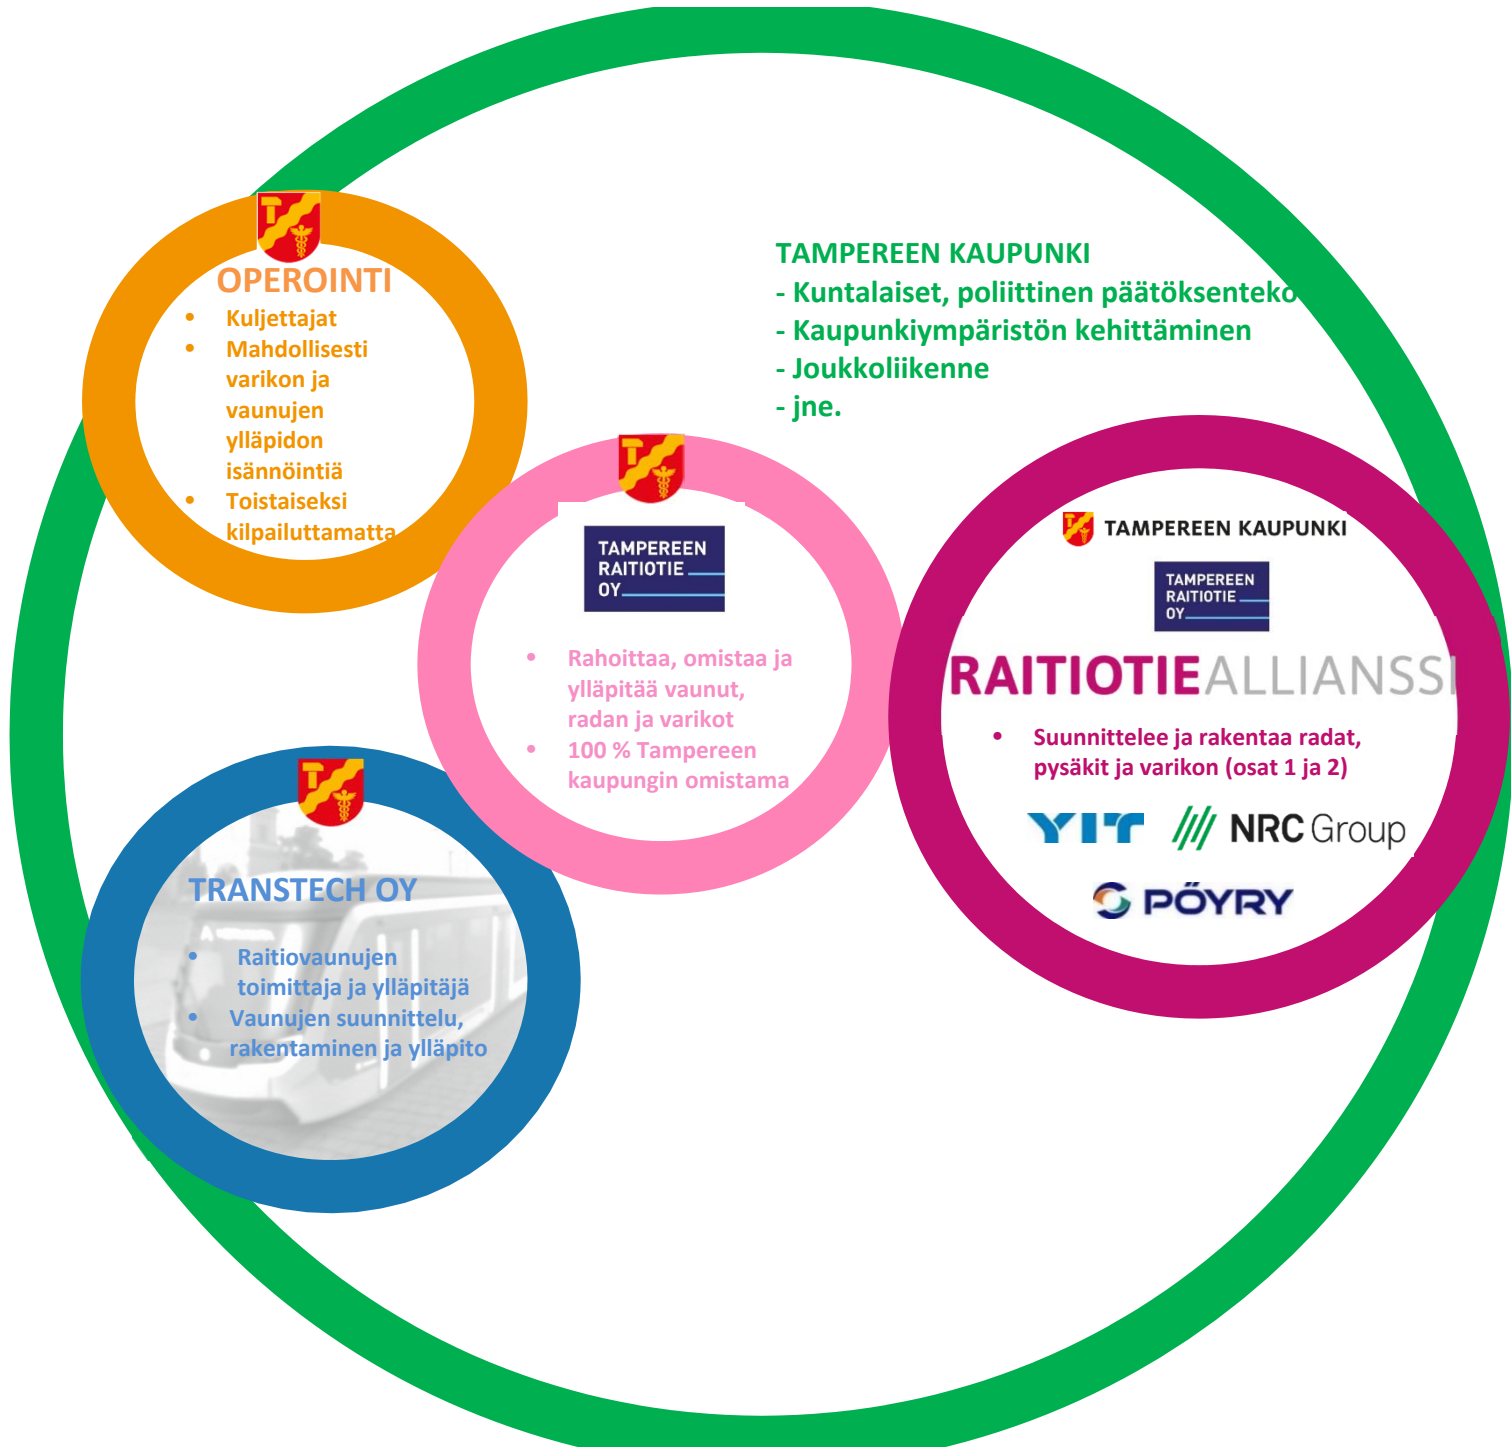 TAMPEREEN KAUPUNKI
- Kuntalaiset, poliittinen päätöksenteko
- Kaupunkiympäristön kehittäminen
- Joukkoliikenne
- jne.
OPEROINTI
• Kuljettajat
• Mahdollisesti
varikon ja
vaunujen
ylläpidon
isännöintiä
• Toistaiseksi
kilpailuttamatta
TAMPEREEN
RAITIOTIE
OY
• Rahoittaa, omistaa ja
ylläpitää vaunut,
radan ja varikot
• 100 % Tampereen
kaupungin omistama
TAMPEREEN KAUPUNKI
TAMPEREEN
RAITIOTIE
OY
RAITIOTIEALLIANSSI
• Suunnittelee ja rakentaa radat,
pysäkit ja varikon (osat 1 ja 2)
YIT NRC Group
PÖYRY
TRANSTECH OY
• Raitiovaunujen
toimittaja ja ylläpitäjä
• Vaunujen suunnittelu,
rakentaminen ja ylläpito